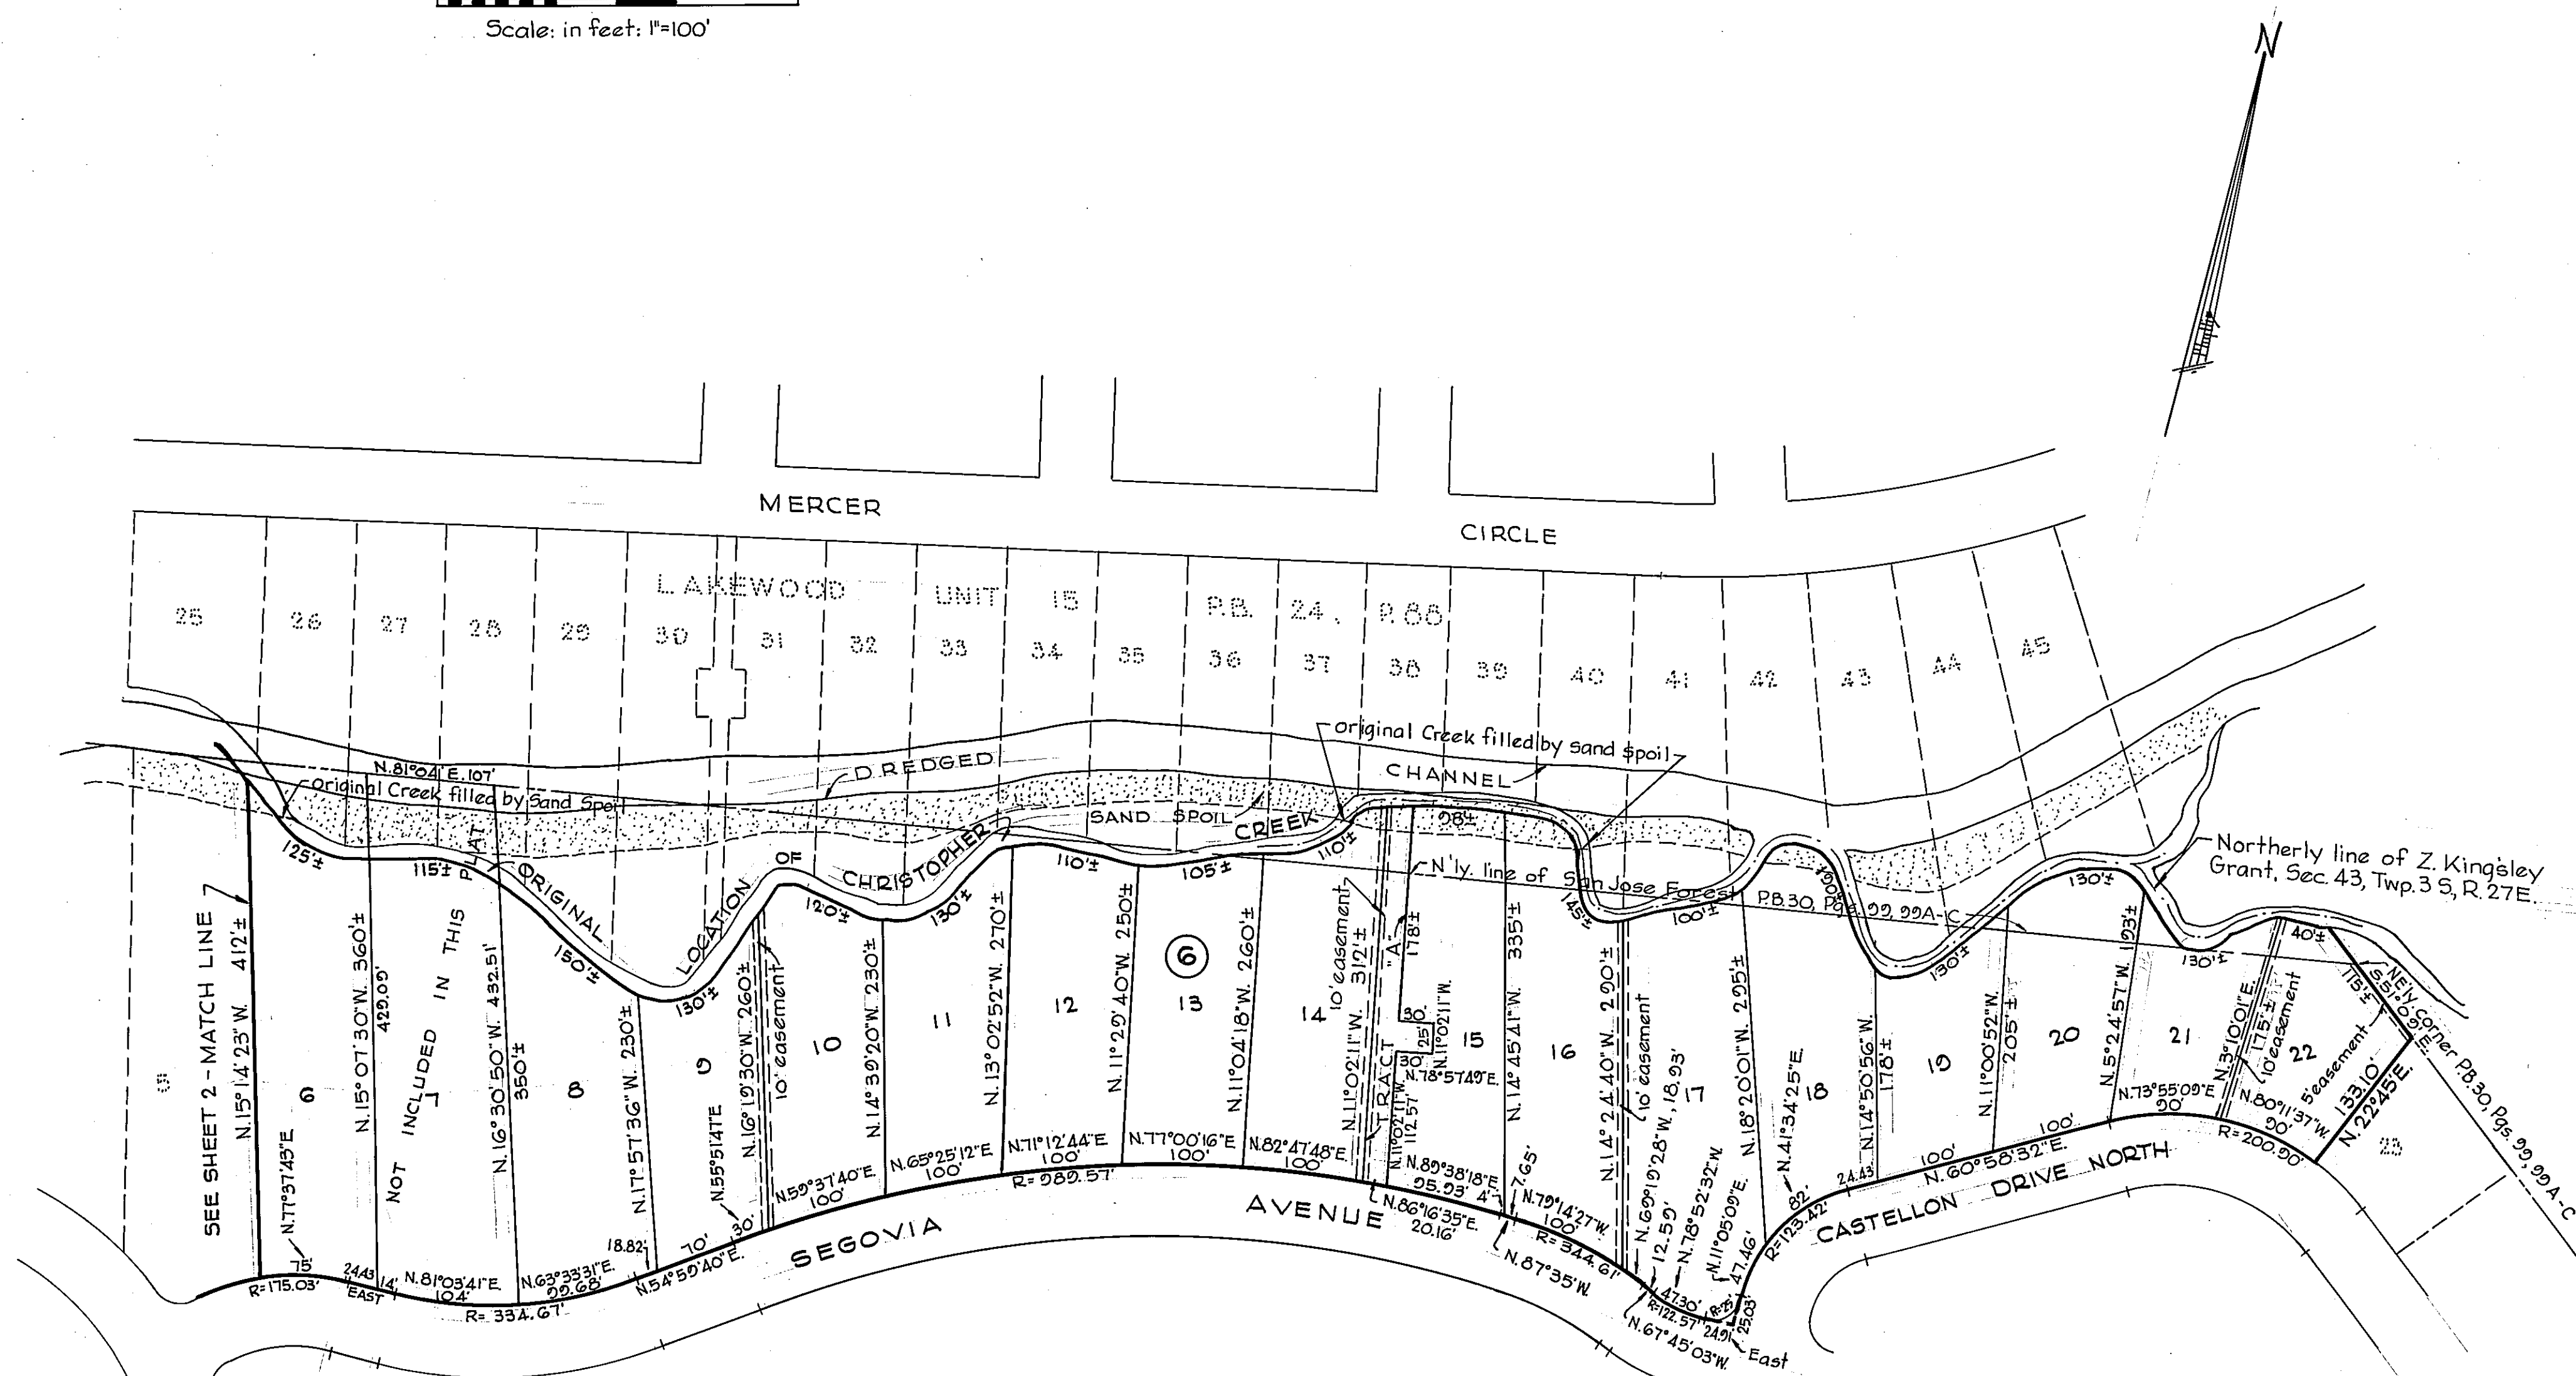 Scale: in feet: 1"=100'
N
MERCER
CIRCLE
LAKEWOOD UNIT 15 P.B. 24, P. 88
25
26
27
28
29
30
31
32
33
34
35
36
37
38
39
40
41
42
43
44
45
original Creek filled by sand spoil
DREDGED
CHANNEL
N.81°04'E. 107'
original Creek filled by Sand Spoil
SAND SPOIL
ORIGINAL
LOCATION
OF
CHRISTOPHER
CREEK
Northerly line of Z. Kingsley
Grant, Sec. 43, Twp. 3 S, R. 27E.
N'ly. line of San Jose Forest P.B.30, Pgs. 99, 99A-C
125'±
115'±
150'±
130'±
120'±
130'±
110'±
105'±
110'±
98'±
145'±
100'±
190'±
130'±
130'±
130'±
40'±
SEE SHEET 2-MATCH LINE 7
5
N.15°14'23"W. 412'±
6
N.15°07'30"W. 360'±
429.09'
NOT INCLUDED IN THIS PLAT
7
N.16°30'50"W. 432.51'
350'±
8
N.17°57'36"W. 230'±
9
N.16°19'30"W. 260'±
10' easement
10
N.14°39'20"W. 230'±
11
N.13°02'52"W. 270'±
12
N.11°29'40"W. 250'±
6
13
N.11°04'18"W. 260'±
14
10' easement
N.11°02'11"W. 312'±
TRACT "A"
178'±
30'
25'
30'
N.11°02'11"W.
N.78°57'49"E.
N.11°02'11"W.
112.57'
15
N.14°45'41"W. 335'±
16
N.14°24'40"W. 290'±
10' easement
17
N.18°20'01"W. 295'±
18
N.14°50'56"W.
178'±
19
N.11°00'52"W.
205'±
20
N.5°24'57"W. 193'±
21
N.3°10'01"E.
175'±
10' easement
22
5' easement
115'±
S.51°09'E.
NE'ly. corner P.B.30, Pgs. 99, 99 A-C
133.10'
N.22°45'E.
23
N.77°37'43"E.
75'
R=175.03'
24.43
EAST
14'
N.81°03'41"E.
104'
R=334.67'
N.63°33'31"E.
99.68'
18.82'
70'
N.54°59'40"E.
N.55°51'47"E
30'
N.59°37'40"E.
100'
N.65°25'12"E
100'
N.71°12'44"E.
100'
R=989.57'
N.77°00'16"E
100'
N.82°47'48"E.
100'
N.86°16'35"E.
20.16'
N.89°38'18"E.
95.93'
4'
7.65'
N.87°35'W.
N.79°14'27"W.
100'
R=344.61'
N.69°19'28"W., 18.93'
12.59'
N.78°52'32"W.
47.30'
R=122.57'
N.67°45'03"W.
24.91'
East
R=25'
25.03'
N.11°05'09"E.
47.46'
N.41°34'25"E.
82'
R=123.42'
24.43
100'
N.60°58'32"E.
100'
N.73°55'09"E
90'
N.80°11'37"W.
90'
R=200.90'
SEGOVIA
AVENUE
CASTELLON DRIVE NORTH